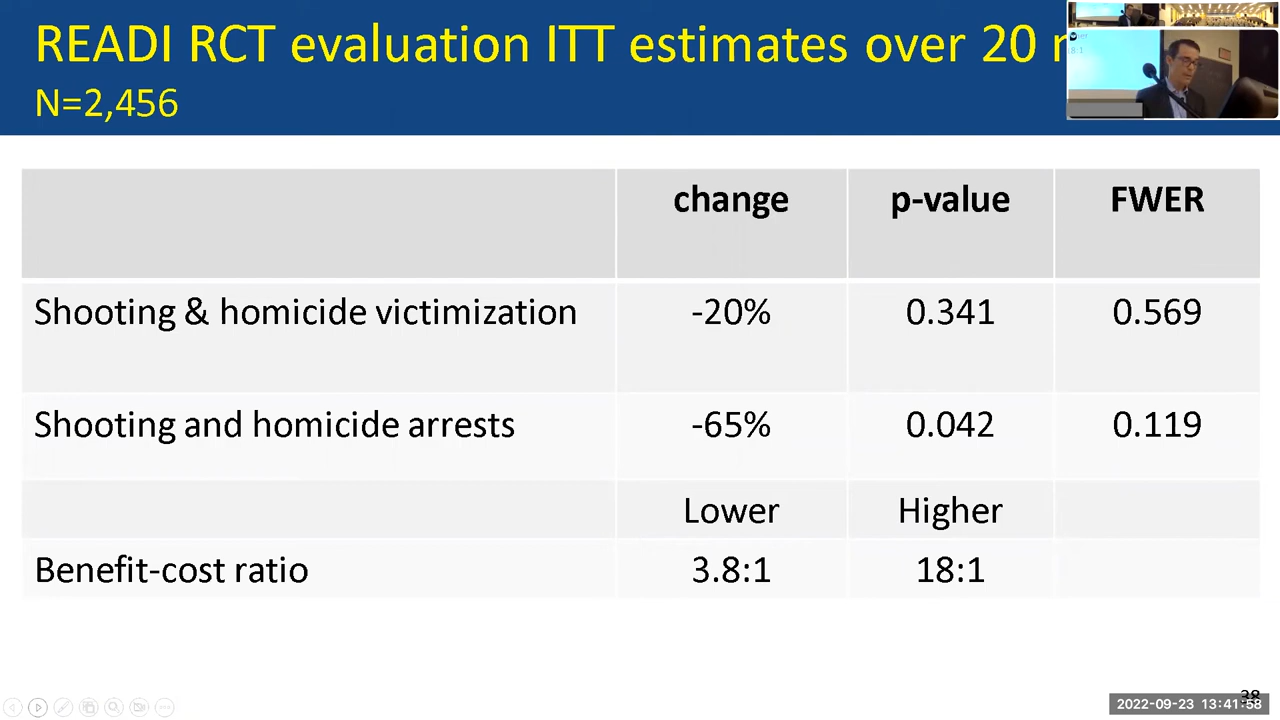 READI RCT evaluation ITT estimates over 20
N=2,456
change p-value FWER
Shooting & homicide victimization -20% 0.341 0.569
Shooting and homicide arrests -65% 0.042 0.119
Lower Higher
Benefit-cost ratio 3.8:1 18:1
38
2022-09-23 13:41:58